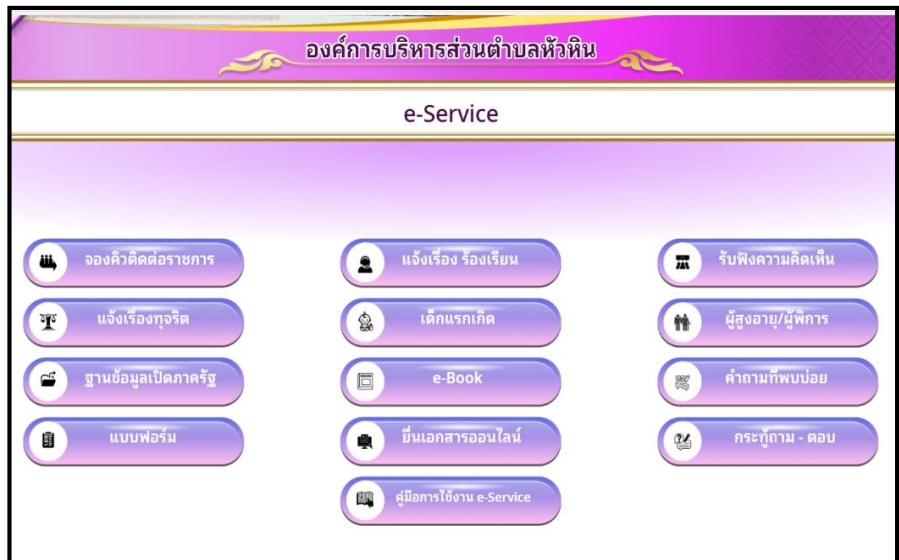 องค์การบริหารส่วนตำบลหัวหิน
e-Service
จองคิวติดต่อราชการ
แจ้งเรื่อง ร้องเรียน
รับฟังความคิดเห็น
แจ้งเรื่องทุจริต
เด็กแรกเกิด
ผู้สูงอายุ/ผู้พิการ
ฐานข้อมูลเปิดภาครัฐ
e-Book
คำถามที่พบบ่อย
แบบฟอร์ม
ยื่นเอกสารออนไลน์
กระทู้ถาม - ตอบ
คู่มือการใช้งาน e-Service